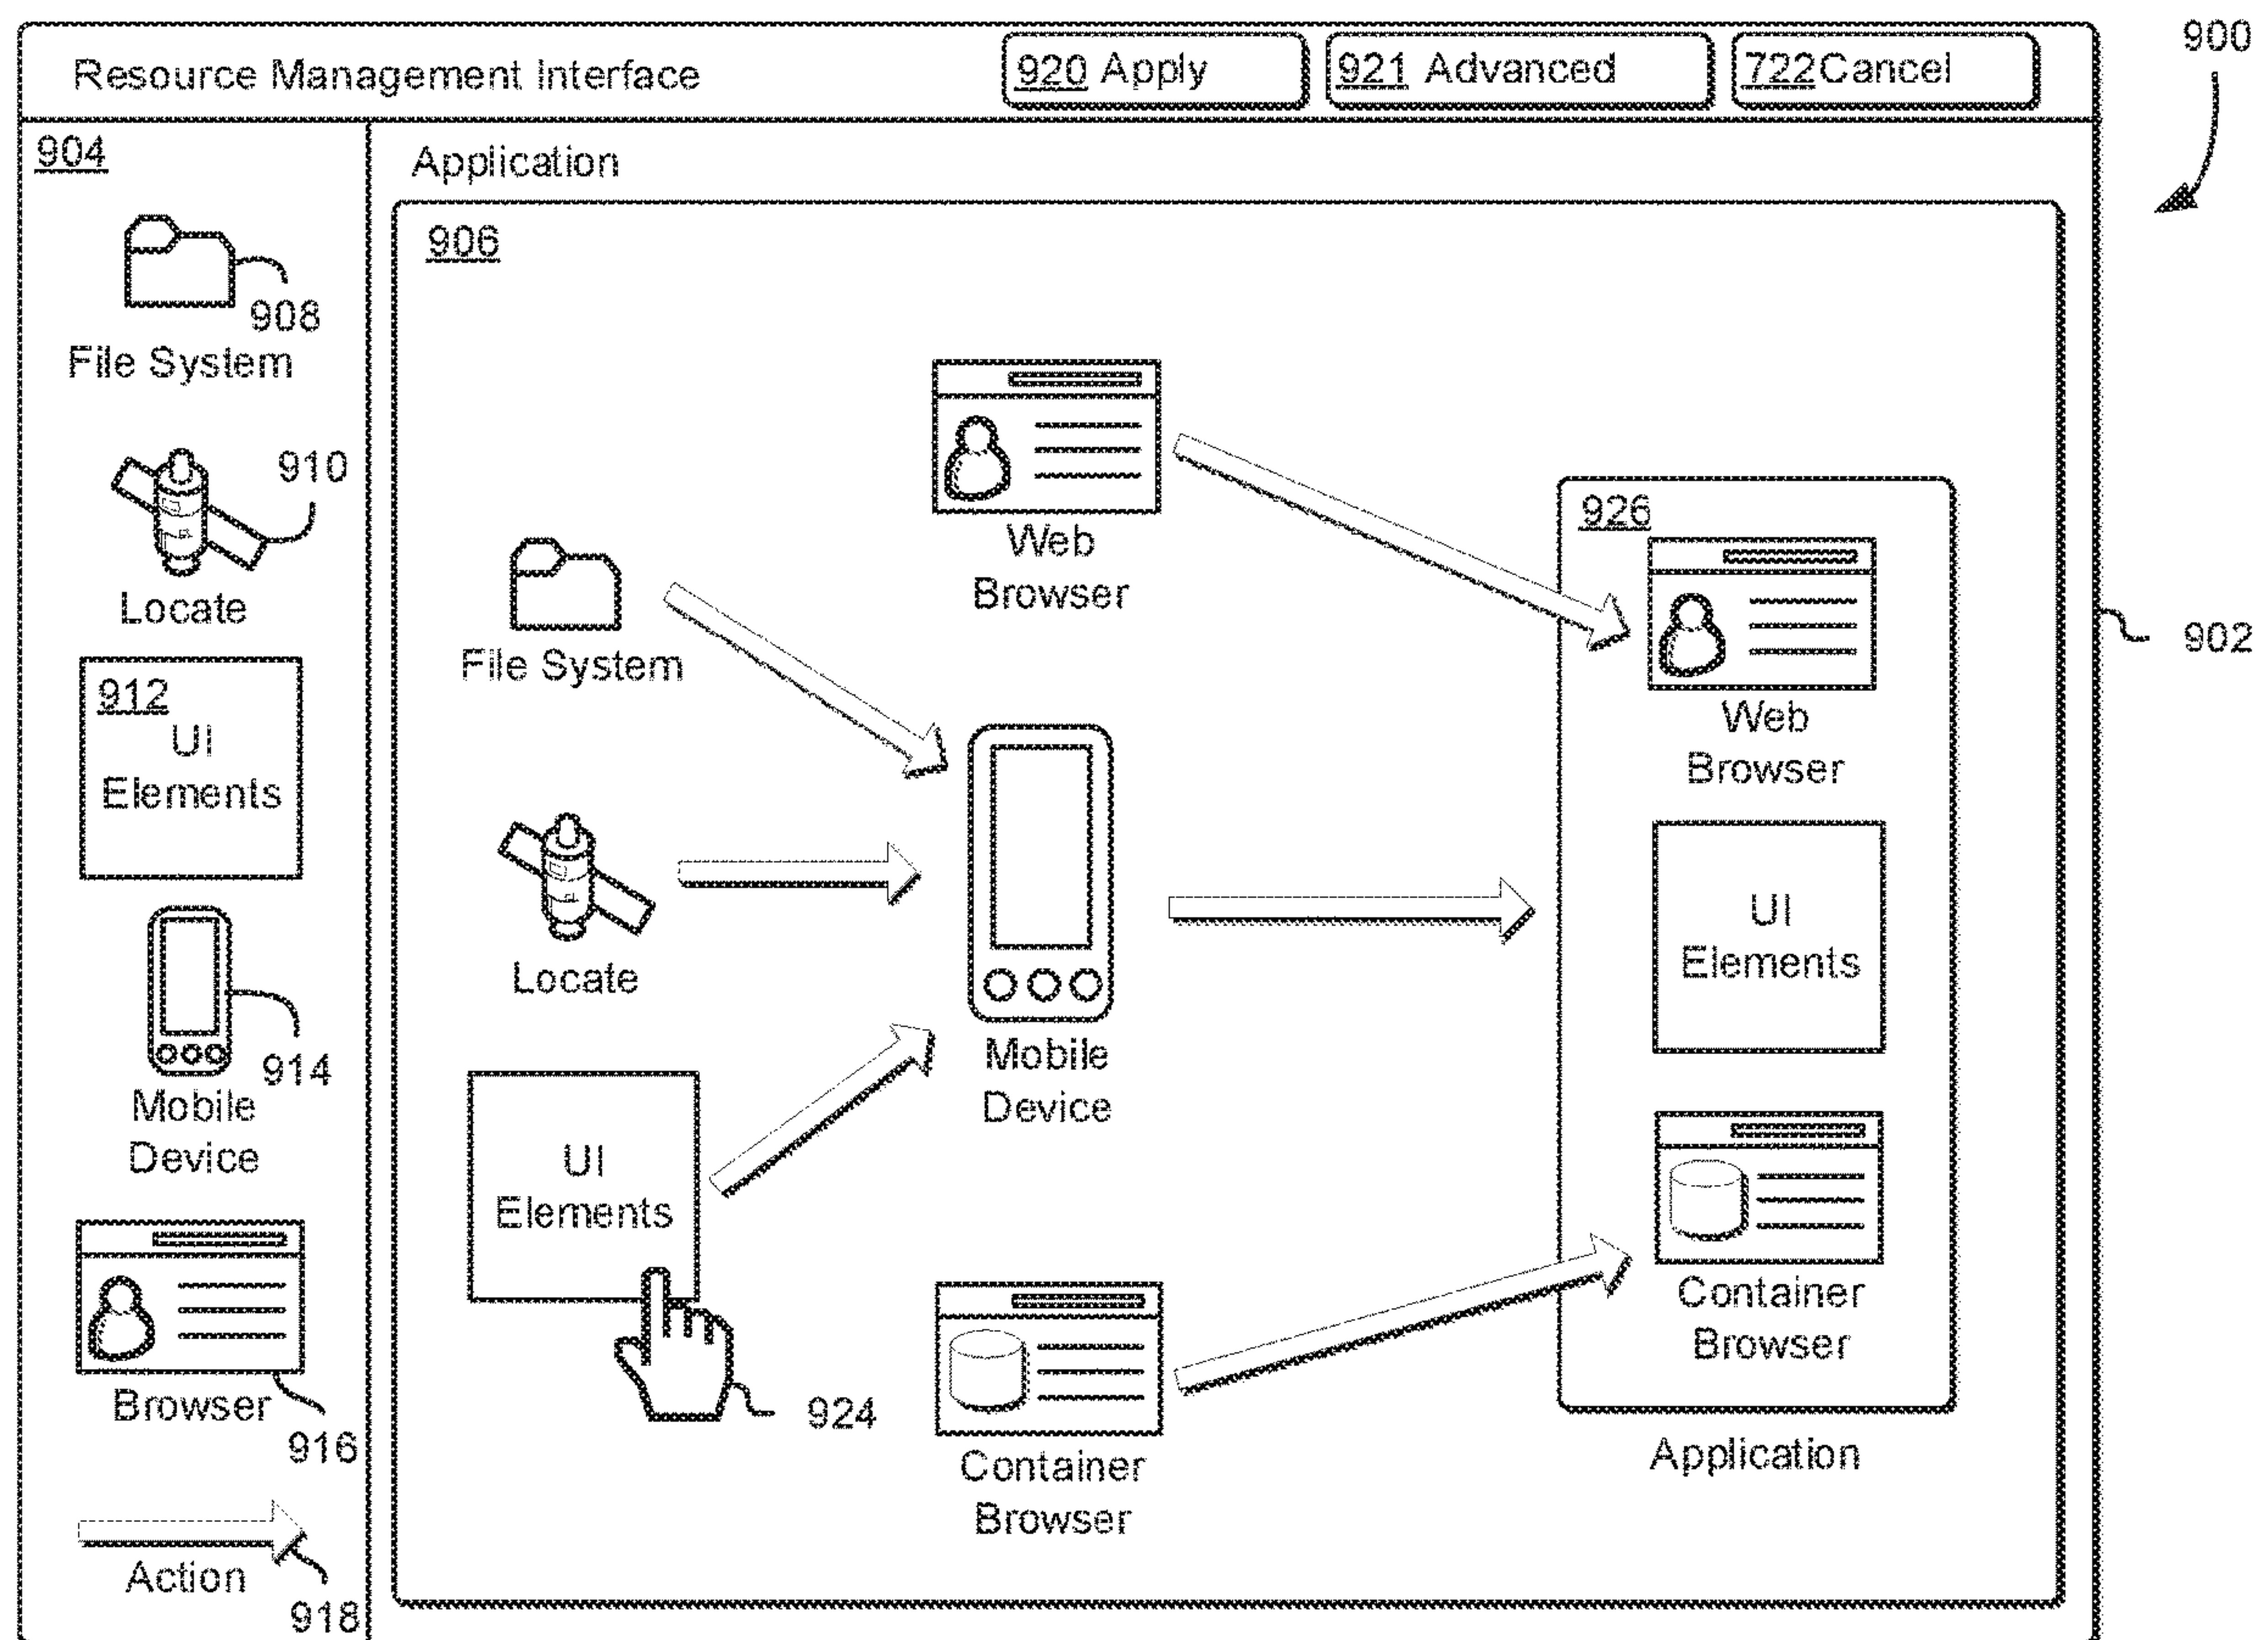 900
Resource Management Interface
920 Apply
921 Advanced
722 Cancel
904
908
File System
910
Locate
912
UI
Elements
914
Mobile
Device
Browser
916
Action
918
Application
906
Web
Browser
File System
Locate
Mobile
Device
UI
Elements
924
Container
Browser
926
Web
Browser
UI
Elements
Container
Browser
Application
902